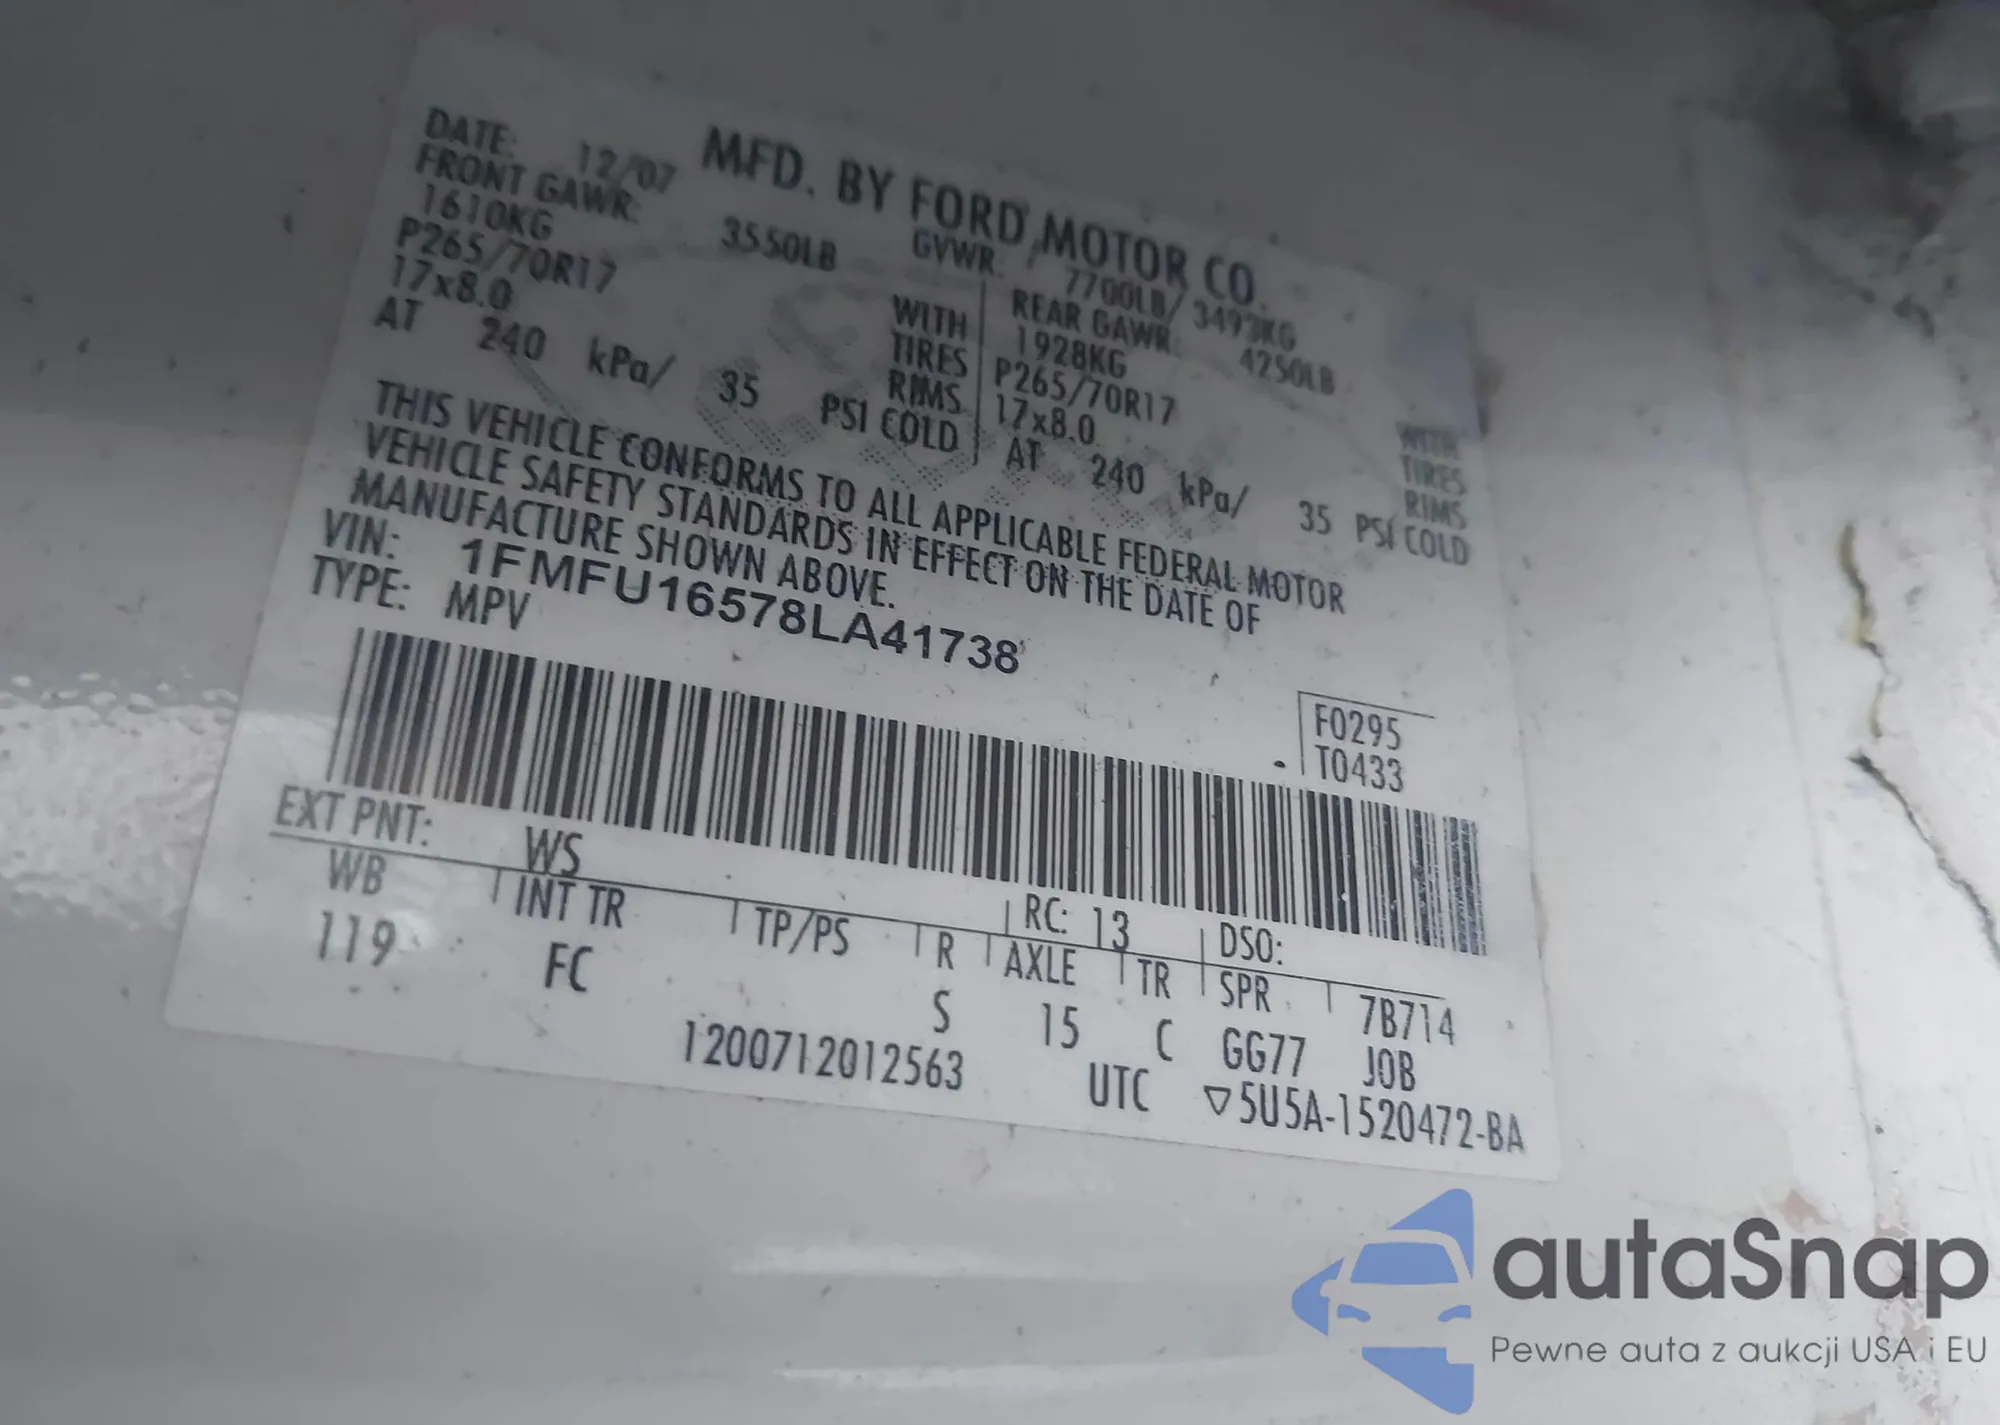 MFD. BY FORD MOTOR CO.
DATE: 12/07 GVWR: 7700LB/ 3493KG
FRONT GAWR: 3550LB REAR GAWR: 4250LB
1610KG WITH 1928KG WITH
P265/70R17 TIRES P265/70R17 TIRES
17x8.0 RIMS 17x8.0 RIMS
AT 240 kPa/ 35 PSI COLD AT 240 kPa/ 35 PSI COLD
THIS VEHICLE CONFORMS TO ALL APPLICABLE FEDERAL MOTOR
VEHICLE SAFETY STANDARDS IN EFFECT ON THE DATE OF
MANUFACTURE SHOWN ABOVE.
VIN: 1FMFU16578LA41738
TYPE: MPV
F0295
T0433
EXT PNT: WS RC: 13 DSO:
WB INT TR TP/PS R AXLE TR SPR 7B714
119 FC S 15 C GG77 JOB
1200712012563 UTC ▽5U5A-1520472-BA
autaSnap
Pewne auta z aukcji USA i EU